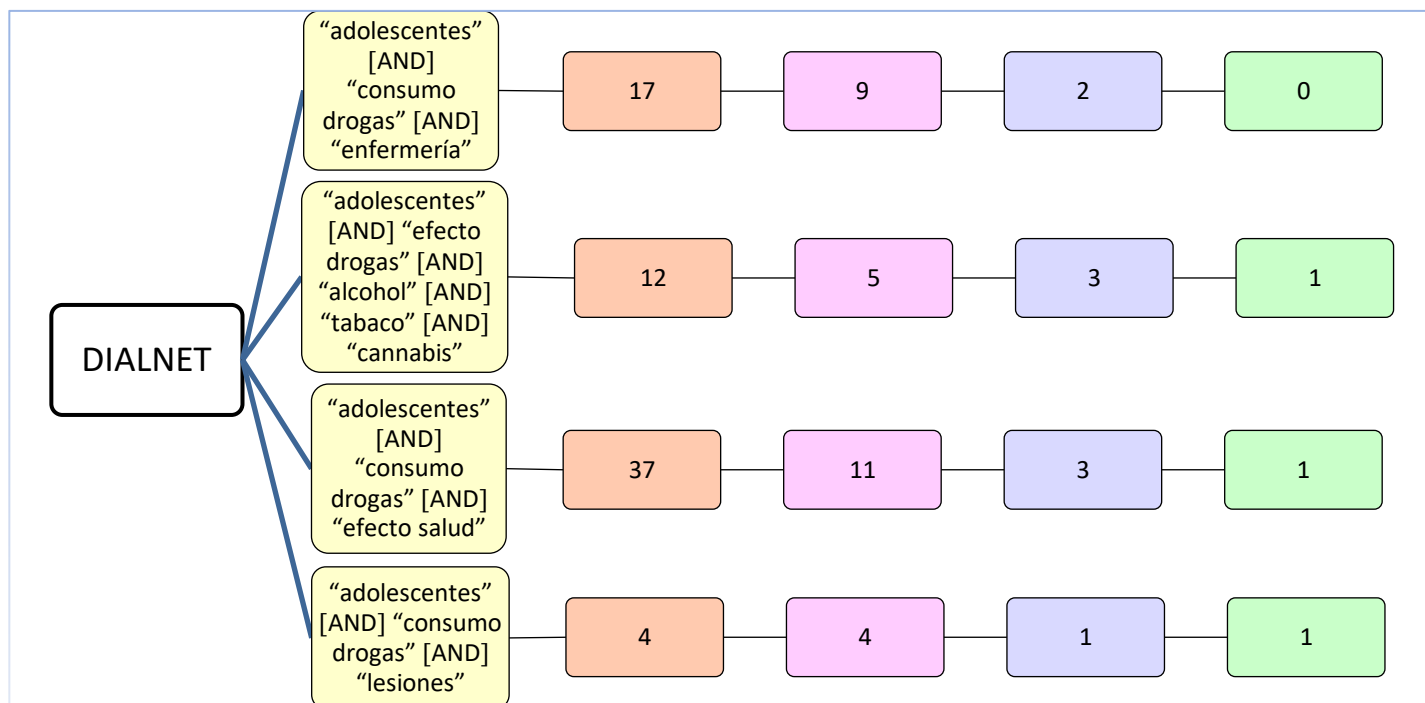 “adolescentes”
[AND]
“consumo
drogas” [AND]
“enfermería”
17
9
2
0
“adolescentes”
[AND] “efecto
drogas” [AND]
“alcohol” [AND]
“tabaco” [AND]
“cannabis”
12
5
3
1
DIALNET
“adolescentes”
[AND]
“consumo
drogas” [AND]
“efecto salud”
37
11
3
1
“adolescentes”
[AND] “consumo
drogas” [AND]
“lesiones”
4
4
1
1